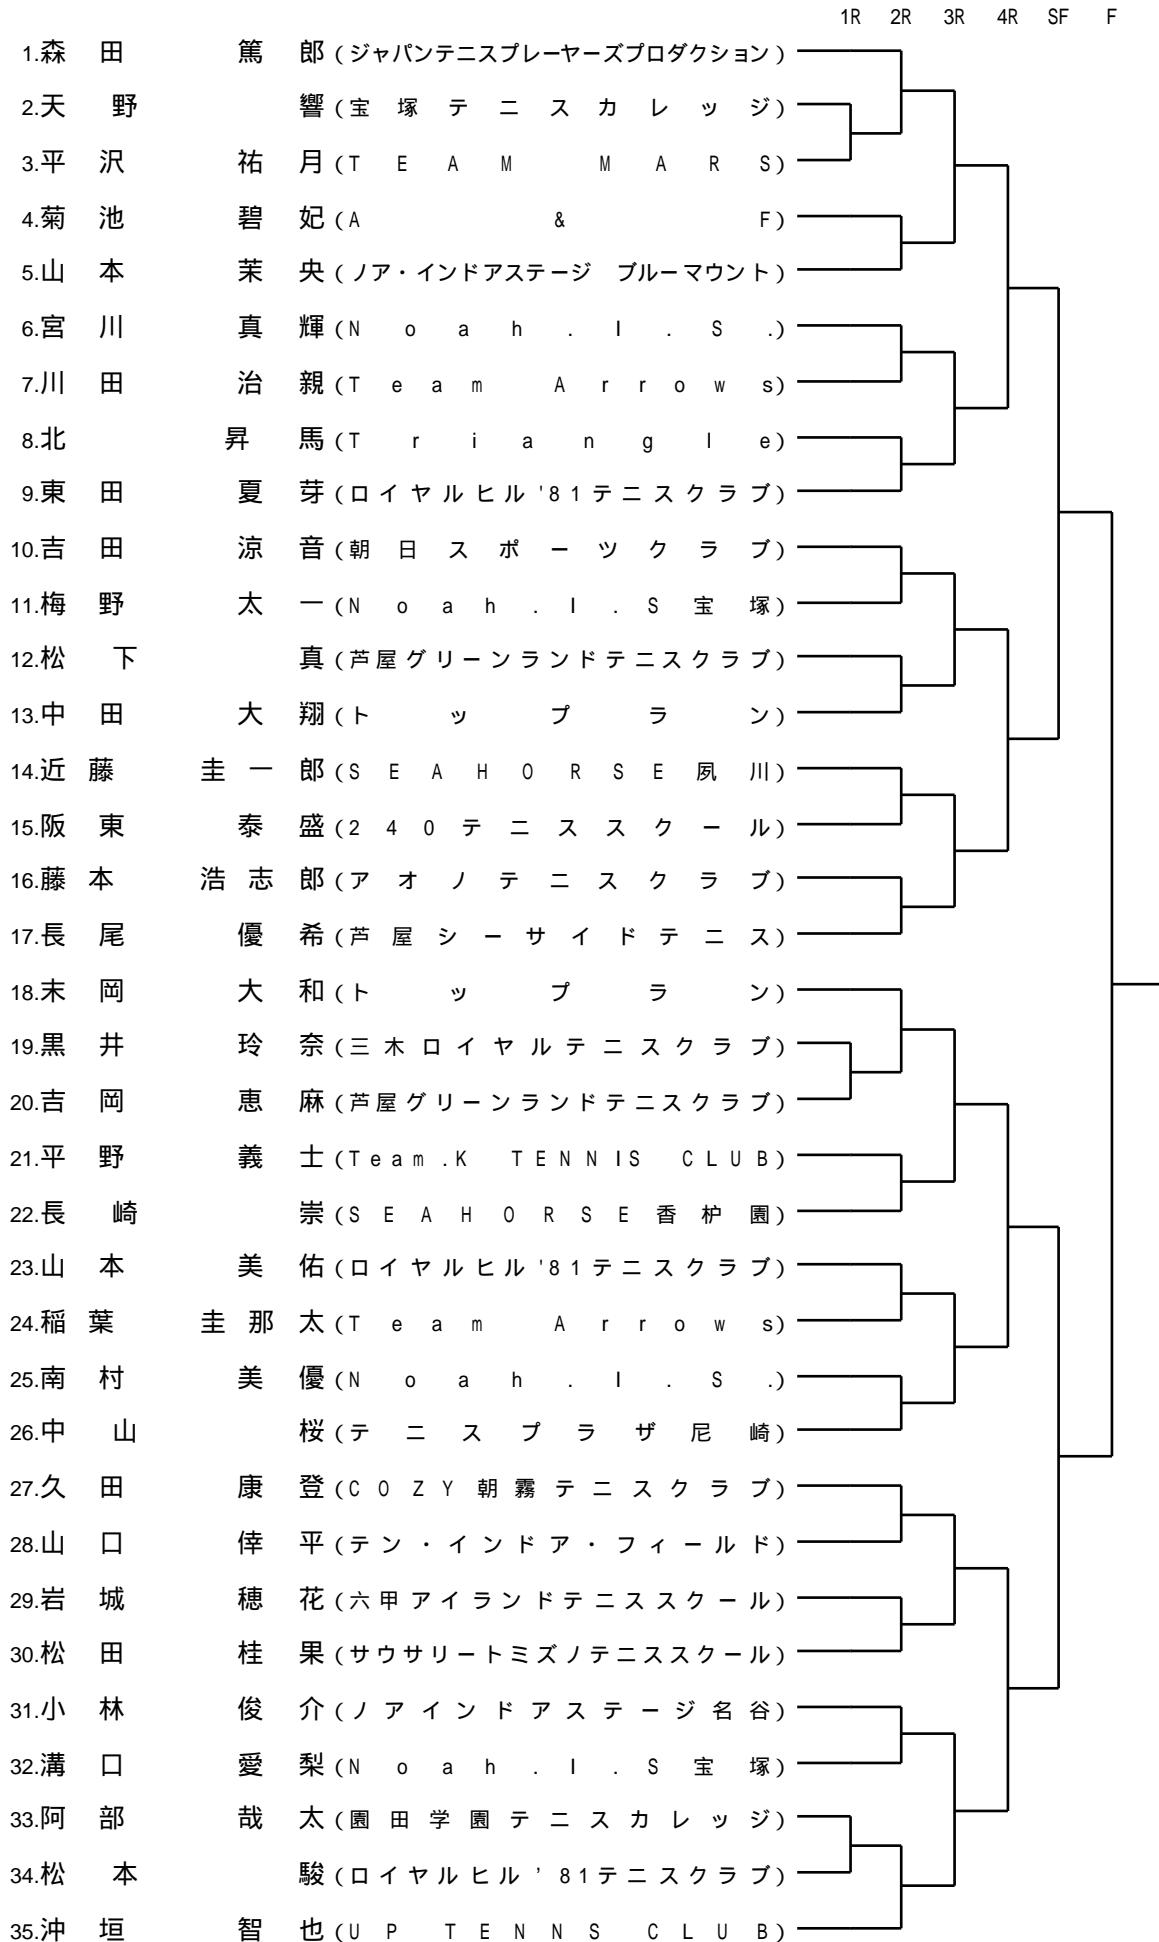 1R 2R 3R 4R SF F
1.森田 篤郎(ジャパンテニスプレーヤーズプロダクション)
2.天野 響(宝塚テニスカレッジ)
3.平沢 祐月(TEAM MARS)
4.菊池 碧妃(A & F)
5.山本 茉央(ノア・インドアステージ ブルーマウント)
6.宮川 真輝(Noah.I.S.)
7.川田 治親(Team Arrows)
8.北 昇馬(Triangle)
9.東田 夏芽(ロイヤルヒル'81テニスクラブ)
10.吉田 涼音(朝日スポーツクラブ)
11.梅野 太一(Noah.I.S宝塚)
12.松下 真(芦屋グリーンランドテニスクラブ)
13.中田 大翔(トップラン)
14.近藤 圭一郎(SEAHORSE夙川)
15.阪東 泰盛(240テニススクール)
16.藤本 浩志郎(アオノテニスクラブ)
17.長尾 優希(芦屋シーサイドテニス)
18.末岡 大和(トップラン)
19.黒井 玲奈(三木ロイヤルテニスクラブ)
20.吉岡 恵麻(芦屋グリーンランドテニスクラブ)
21.平野 義士(Team.K TENNIS CLUB)
22.長崎 崇(SEAHORSE香枦園)
23.山本 美佑(ロイヤルヒル'81テニスクラブ)
24.稲葉 圭那太(Team Arrows)
25.南村 美優(Noah.I.S.)
26.中山 桜(テニスプラザ尼崎)
27.久田 康登(COZY朝霧テニスクラブ)
28.山口 倖平(テン・インドア・フィールド)
29.岩城 穂花(六甲アイランドテニススクール)
30.松田 桂果(サウサリートミズノテニススクール)
31.小林 俊介(ノアインドアステージ名谷)
32.溝口 愛梨(Noah.I.S宝塚)
33.阿部 哉太(園田学園テニスカレッジ)
34.松本 駿(ロイヤルヒル’81テニスクラブ)
35.沖垣 智也(UP TENNS CLUB)